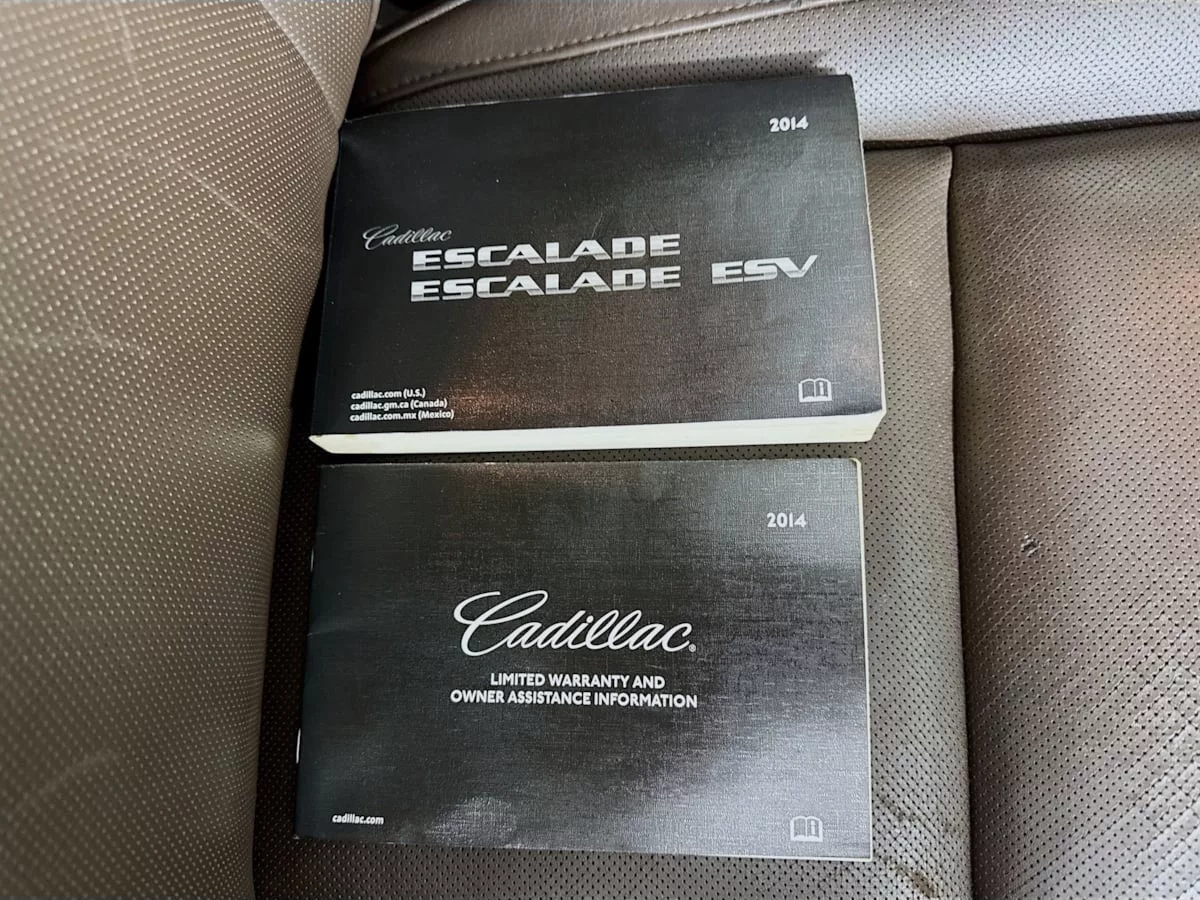 2014
Cadillac
ESCALADE
ESCALADE ESV
cadillac.com (U.S.)
cadillac.gm.ca (Canada)
cadillac.com.mx (Mexico)
2014
Cadillac®
LIMITED WARRANTY AND
OWNER ASSISTANCE INFORMATION
cadillac.com